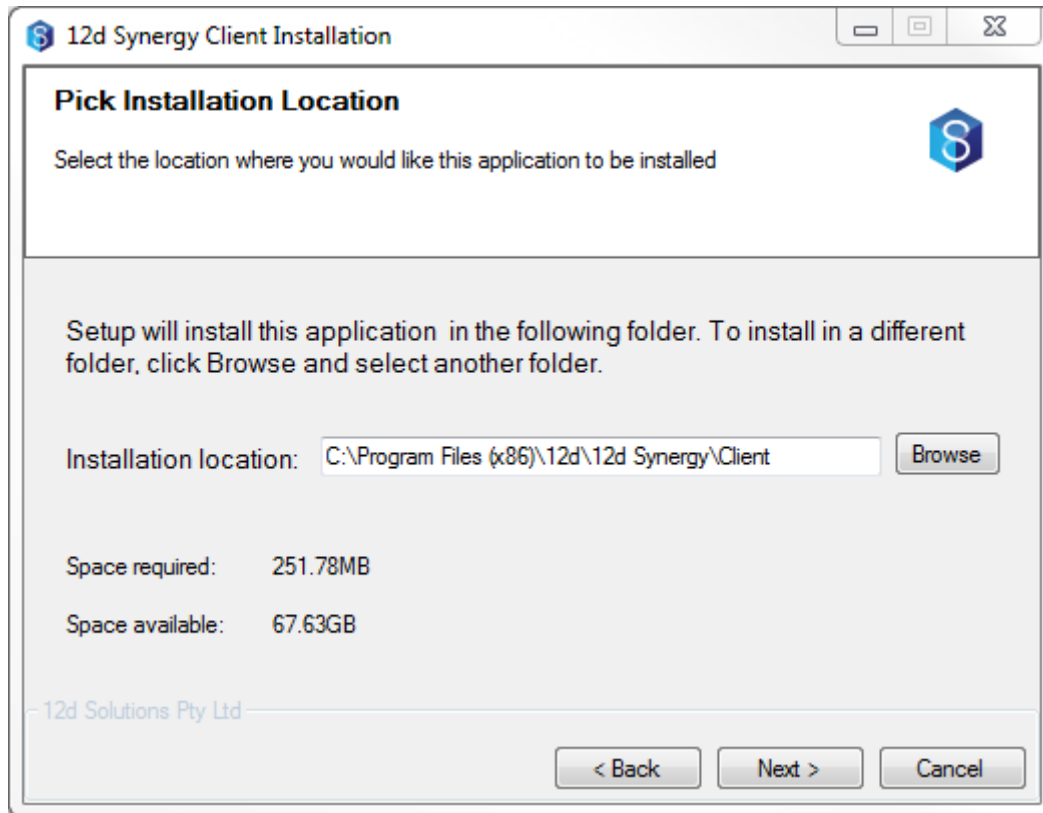 12d Synergy Client Installation
Pick Installation Location
Select the location where you would like this application to be installed
Setup will install this application in the following folder. To install in a different
folder, click Browse and select another folder.
Installation location: C:\Program Files (x86)\12d\12d Synergy\Client Browse
Space required: 251.78MB
Space available: 67.63GB
12d Solutions Pty Ltd
< Back Next > Cancel